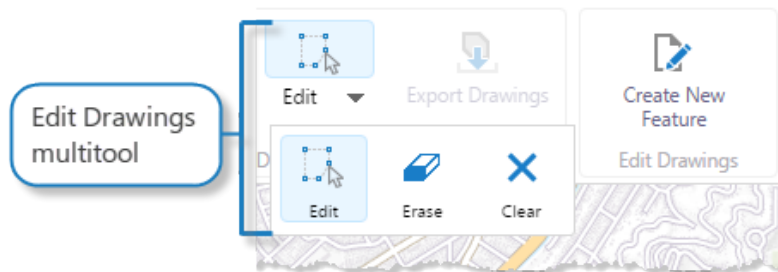 Edit Drawings
multitool
Edit
Export Drawings
Create New
Feature
D
Edit Drawings
Edit
Erase
Clear